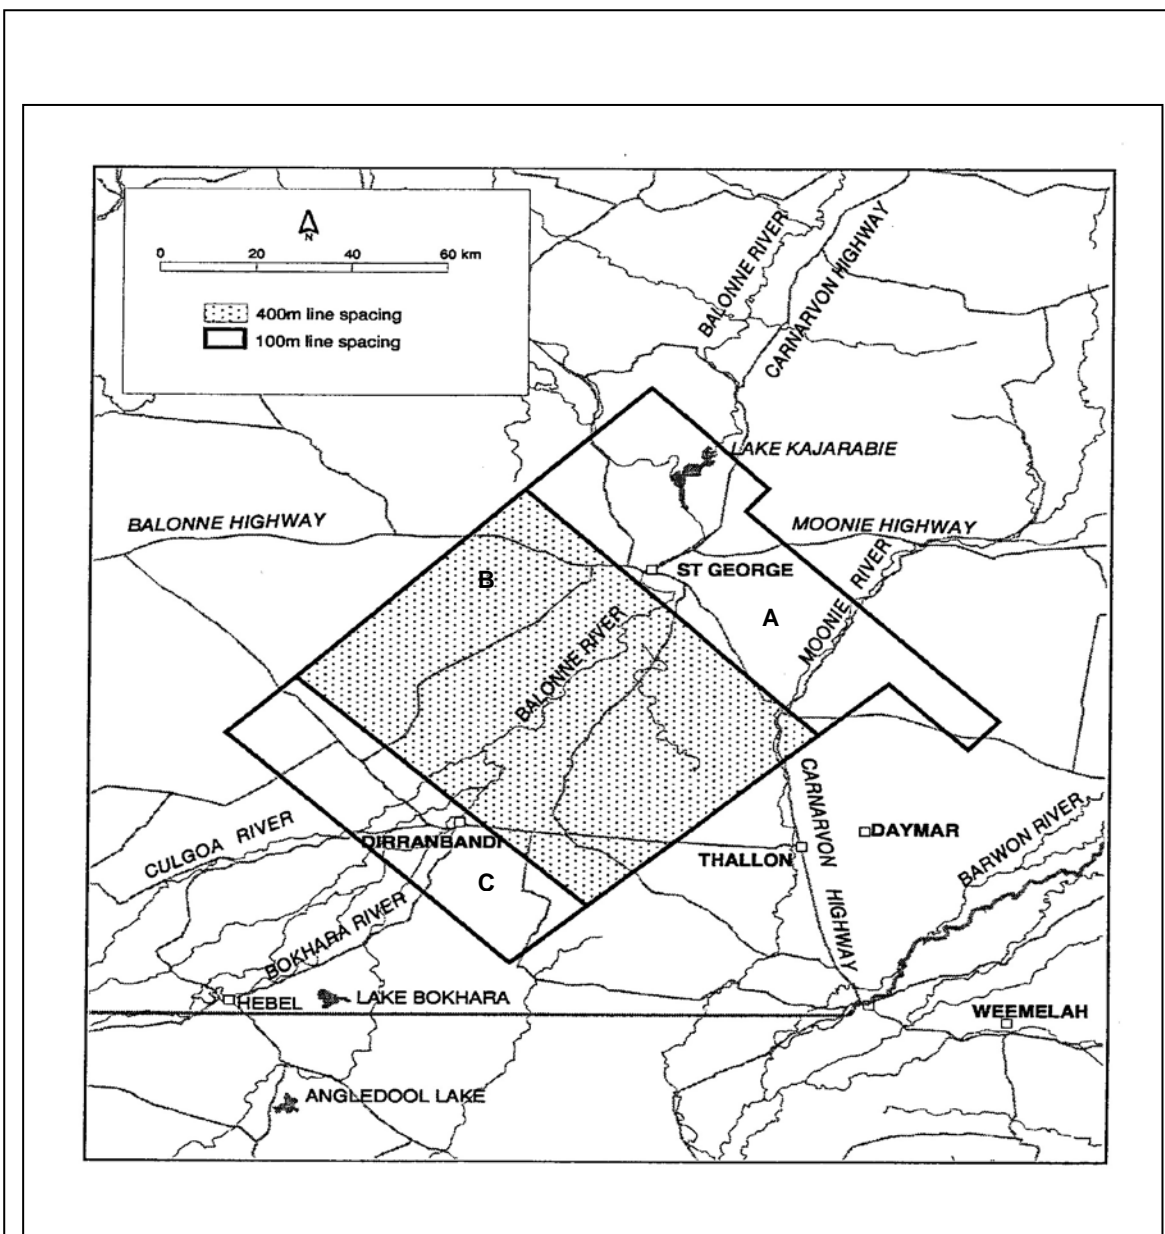 N
0 20 40 60 km
400m line spacing
100m line spacing
BALONNE RIVER
CARNARVON HIGHWAY
LAKE KAJARABIE
BALONNE HIGHWAY
MOONIE HIGHWAY
ST GEORGE
B
A
MOONIE RIVER
BALONNE RIVER
CARNARVON HIGHWAY
CULGOA RIVER
DIRRANBANDI
THALLON
DAYMAR
BARWON RIVER
C
BOKHARA RIVER
HEBEL
LAKE BOKHARA
WEEMELAH
ANGLEDOOL LAKE